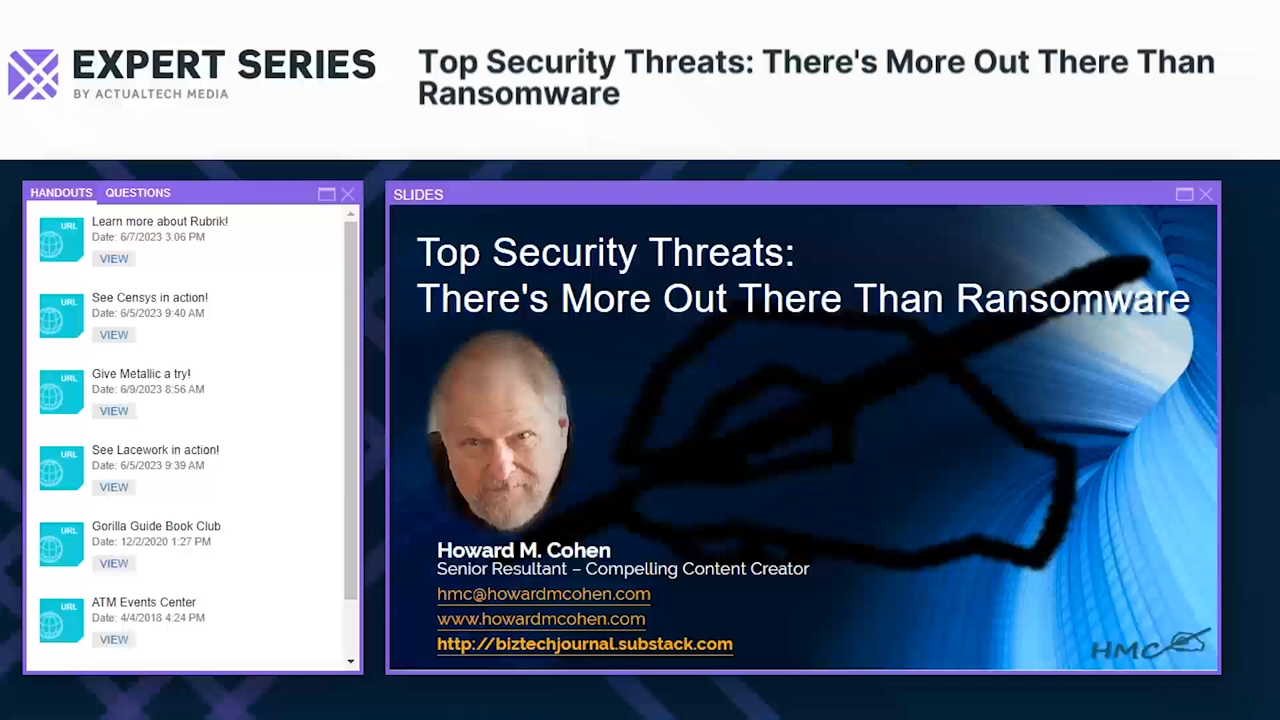 EXPERT SERIES
BY ACTUALTECH MEDIA
Top Security Threats: There's More Out There Than
Ransomware
HANDOUTS QUESTIONS
URL
Learn more about Rubrik!
Date: 6/7/2023 3:06 PM
VIEW
URL
See Censys in action!
Date: 6/5/2023 9:40 AM
VIEW
URL
Give Metallic a try!
Date: 6/9/2023 8:56 AM
VIEW
URL
See Lacework in action!
Date: 6/5/2023 9:39 AM
VIEW
URL
Gorilla Guide Book Club
Date: 12/2/2020 1:27 PM
VIEW
URL
ATM Events Center
Date: 4/4/2018 4:24 PM
VIEW
SLIDES
Top Security Threats:
There's More Out There Than Ransomware
Howard M. Cohen
Senior Resultant – Compelling Content Creator
hmc@howardmcohen.com
www.howardmcohen.com
http://biztechjournal.substack.com
HMC